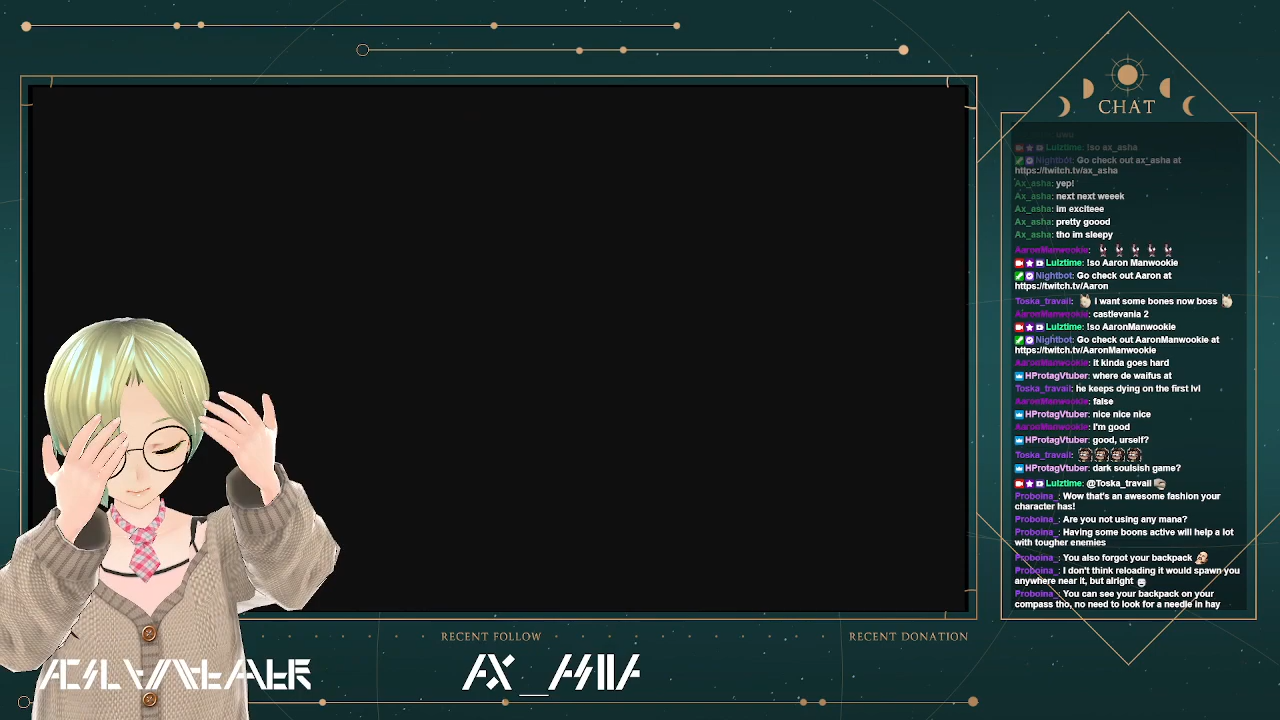 CHAT
uwu
Lulztime: !so ax_asha
Nightbot: Go check out ax_asha at
https://twitch.tv/ax_asha
Ax_asha: yep!
Ax_asha: next next weeek
Ax_asha: im exciteee
Ax_asha: pretty goood
Ax_asha: tho im sleepy
AaronManwookie:
Lulztime: !so Aaron Manwookie
Nightbot: Go check out Aaron at
https://twitch.tv/Aaron
Toska_travail: i want some bones now boss
AaronManwookie: castlevania 2
Lulztime: !so AaronManwookie
Nightbot: Go check out AaronManwookie at
https://twitch.tv/AaronManwookie
AaronManwookie: it kinda goes hard
HProtagVtuber: where de waifus at
Toska_travail: he keeps dying on the first lvl
AaronManwookie: false
HProtagVtuber: nice nice nice
AaronManwookie: I'm good
HProtagVtuber: good, urself?
Toska_travail:
HProtagVtuber: dark soulsish game?
Lulztime: @Toska_travail
Proboina_: Wow that's an awesome fashion your
character has!
Proboina_: Are you not using any mana?
Proboina_: Having some boons active will help a lot
with tougher enemies
Proboina_: You also forgot your backpack
Proboina_: I don't think reloading it would spawn you
anywhere near it, but alright
Proboina_: You can see your backpack on your
compass tho, no need to look for a needle in hay
RECENT FOLLOW
RECENT DONATION
AX_ASHA